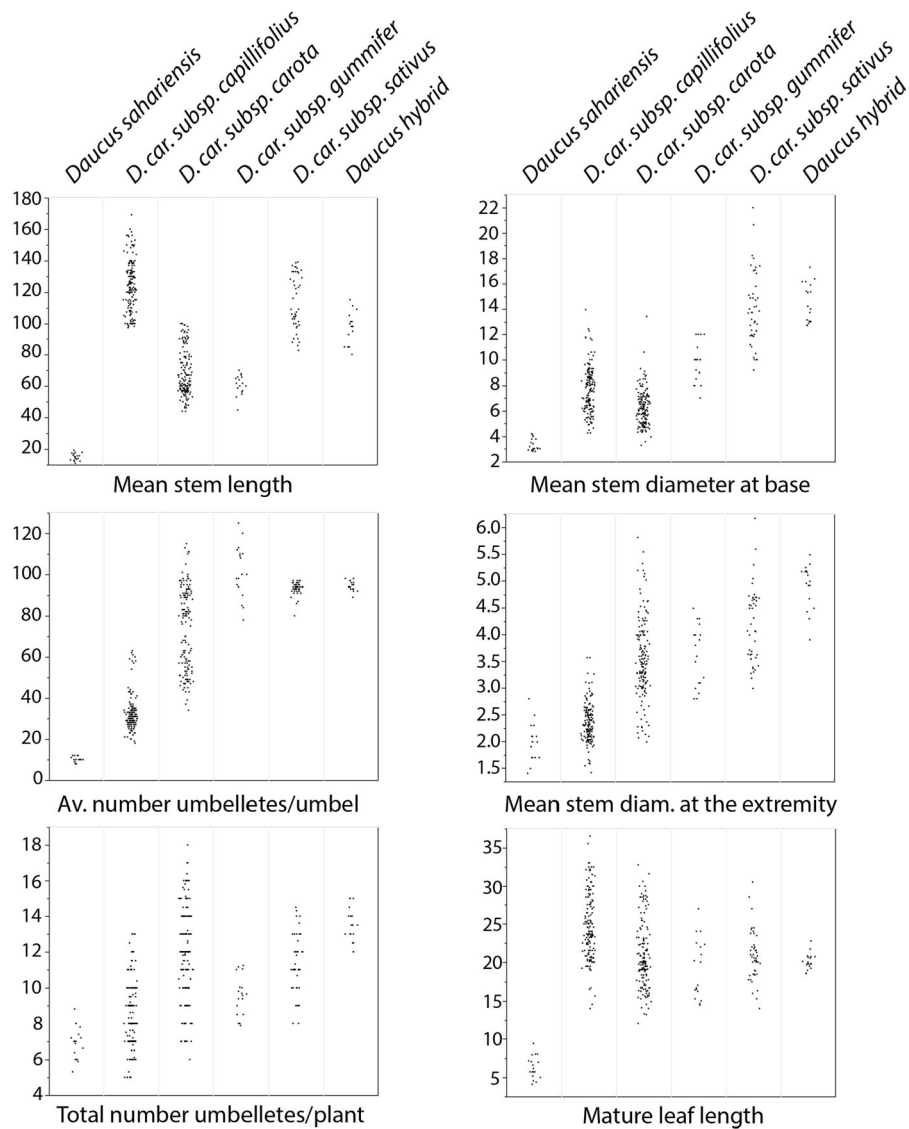 Daucus sahariensis
D. car. subsp. capillifolius
D. car. subsp. carota
D. car. subsp. gummifer
D. car. subsp. sativus
Daucus hybrid
Daucus sahariensis
D. car. subsp. capillifolius
D. car. subsp. carota
D. car. subsp. gummifer
D. car. subsp. sativus
Daucus hybrid
180
160
140
120
100
80
60
40
20
Mean stem length
22
23
20
18
16
14
12
10
8
6
4
2
Mean stem diameter at base
120
100
80
60
40
20
0
Av. number umbelletes/umbel
6.0
5.5
5.0
4.5
4.0
3.5
3.0
2.5
2.0
1.5
Mean stem diam. at the extremity
18
16
14
12
10
8
6
4
Total number umbelletes/plant
35
30
25
20
15
10
5
Mature leaf length